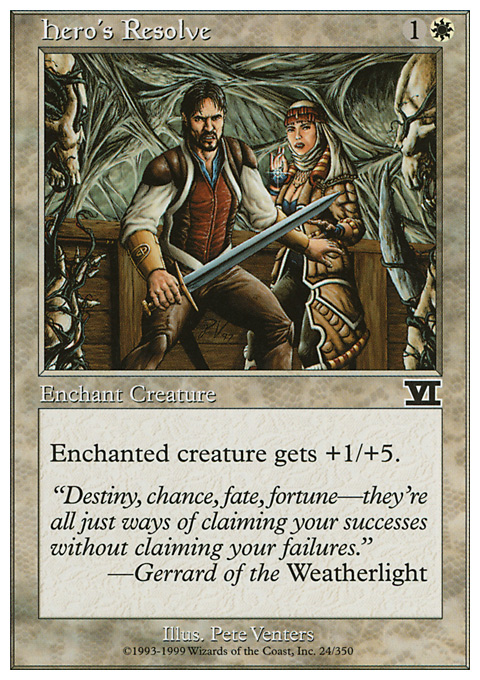 Hero's Resolve 1
Enchant Creature VI
Enchanted creature gets +1/+5.
“Destiny, chance, fate, fortune—they're
all just ways of claiming your successes
without claiming your failures.”
—Gerrard of the Weatherlight
Illus. Pete Venters
©1993-1999 Wizards of the Coast, Inc. 24/350